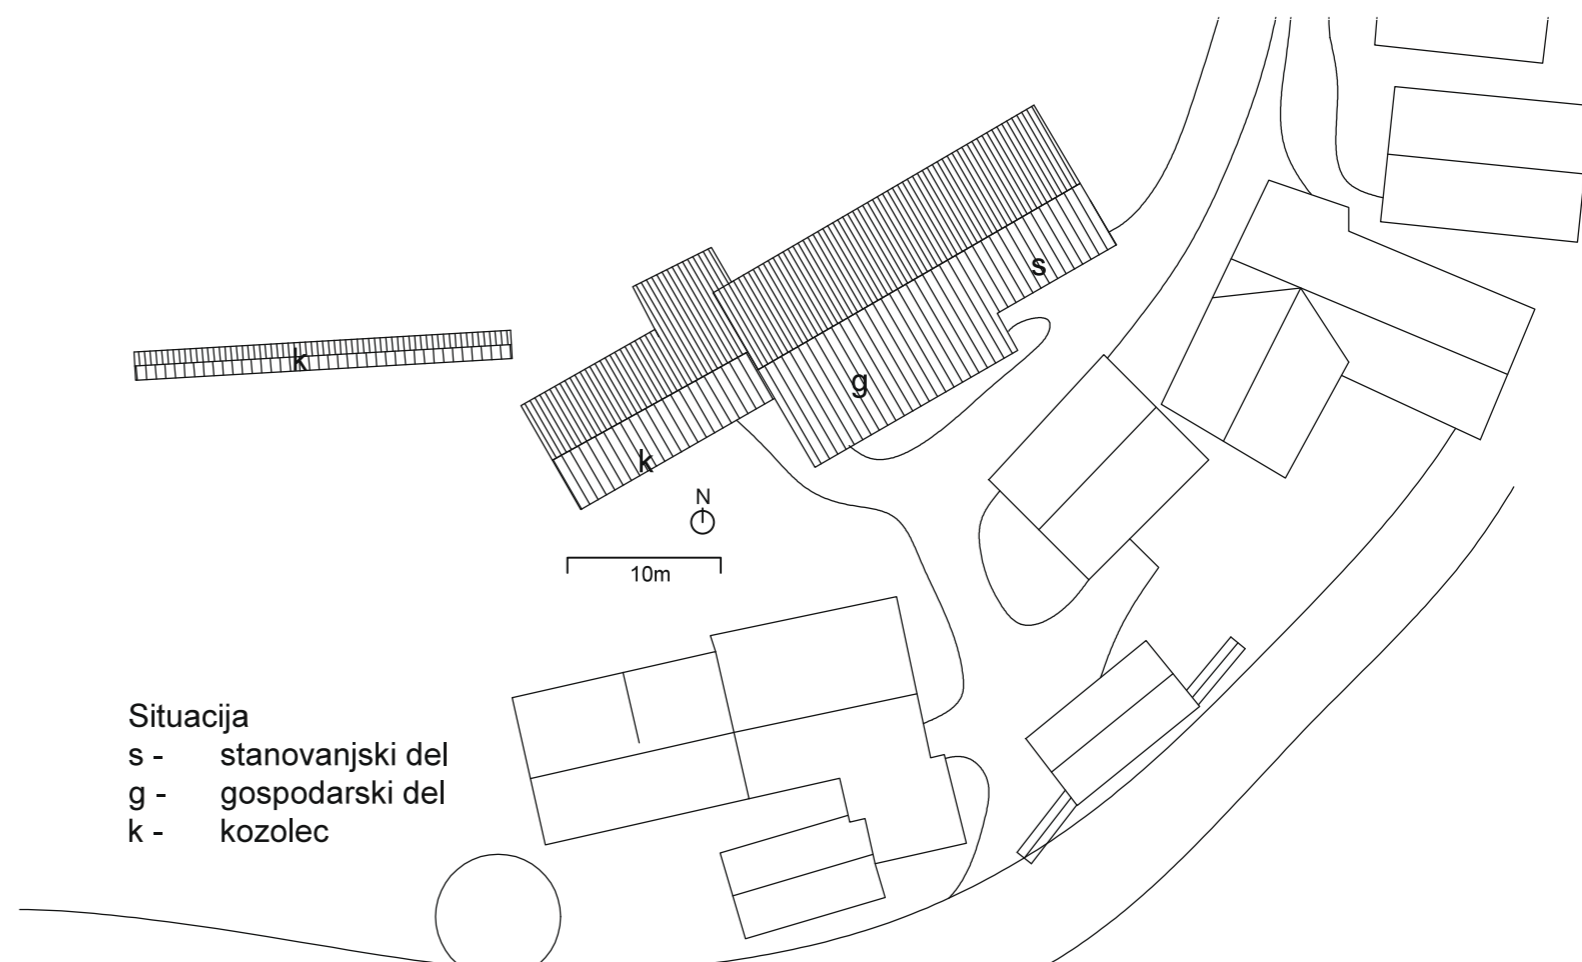 s
k
g
k
N
10m
Situacija
s - stanovanjski del
g - gospodarski del
k - kozolec